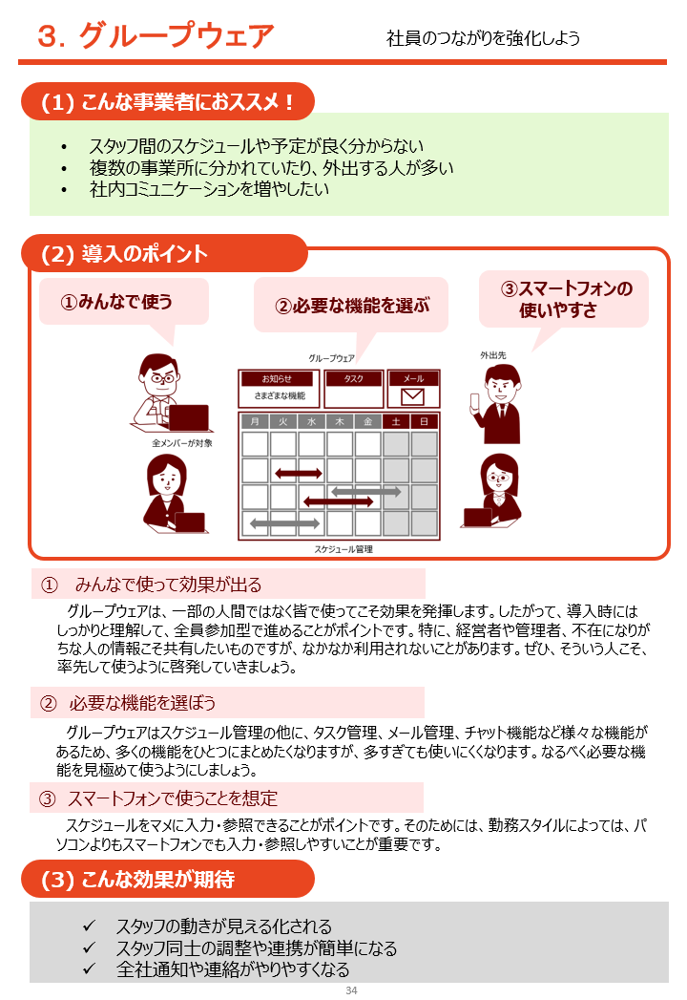 ３．グループウェア
社員のつながりを強化しよう
(1) こんな事業者におススメ！
• スタッフ間のスケジュールや予定が良く分からない
• 複数の事業所に分かれていたり、外出する人が多い
• 社内コミュニケーションを増やしたい
(2) 導入のポイント
①みんなで使う
②必要な機能を選ぶ
③スマートフォンの
使いやすさ
グループウェア
外出先
お知らせ
タスク
メール
さまざまな機能
月 火 水 木 金 土 日
全メンバーが対象
スケジュール管理
① みんなで使って効果が出る
グループウェアは、一部の人間ではなく皆で使ってこそ効果を発揮します。したがって、導入時には
しっかりと理解して、全員参加型で進めることがポイントです。特に、経営者や管理者、不在になりが
ちな人の情報こそ共有したいものですが、なかなか利用されないことがあります。ぜひ、そういう人こそ、
率先して使うように啓発していきましょう。
② 必要な機能を選ぼう
グループウェアはスケジュール管理の他に、タスク管理、メール管理、チャット機能など様々な機能が
あるため、多くの機能をひとつにまとめたくなりますが、多すぎても使いにくくなります。なるべく必要な機
能を見極めて使うようにしましょう。
③ スマートフォンで使うことを想定
スケジュールをマメに入力・参照できることがポイントです。そのためには、勤務スタイルによっては、パ
ソコンよりもスマートフォンでも入力・参照しやすいことが重要です。
(3) こんな効果が期待
✓ スタッフの動きが見える化される
✓ スタッフ同士の調整や連携が簡単になる
✓ 全社通知や連絡がやりやすくなる
34